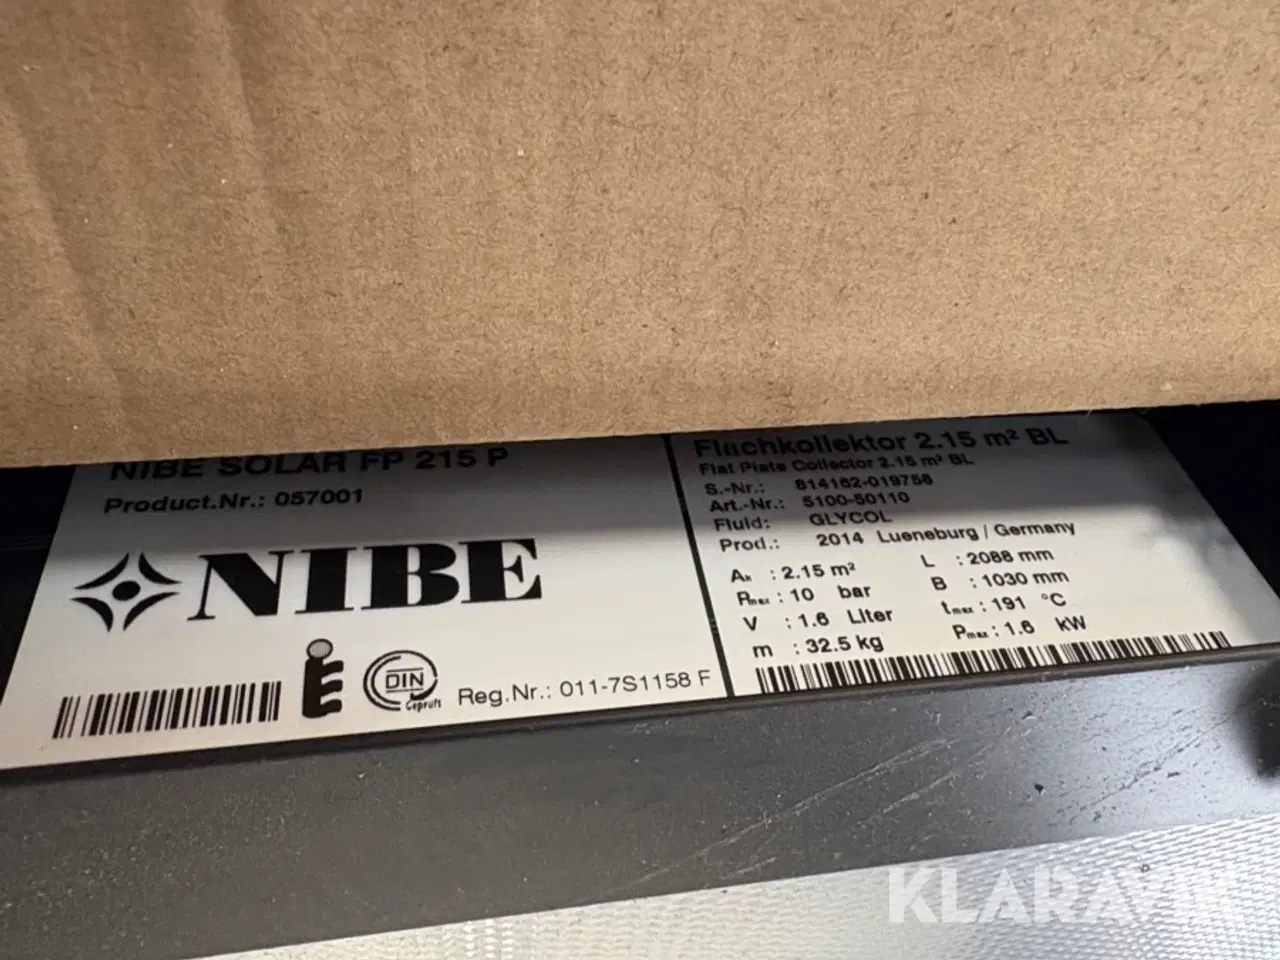 NIBE SOLAR FP 215 P
Product.Nr.: 057001
NIBE
DIN
Geprüft
Reg.Nr.: 011-7S1158 F
Flachkollektor 2.15 m² BL
Flat Plate Collector 2.15 m² BL
S.-Nr.: 814162-019758
Art.-Nr.: 5100-50110
Fluid: GLYCOL
Prod.: 2014 Lueneburg / Germany
Aₖ : 2.15 m² L : 2088 mm
Pmax : 10 bar B : 1030 mm
V : 1.6 Liter tmax : 191 °C
m : 32.5 kg Pmax : 1.6 kW
KLARAVIK